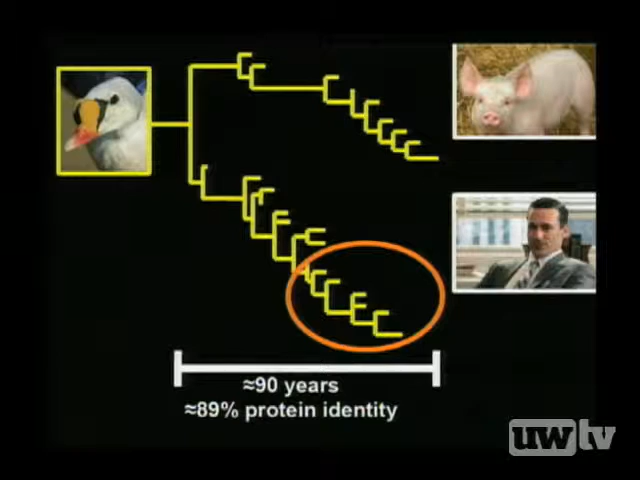 ≈90 years
≈89% protein identity
uwtv